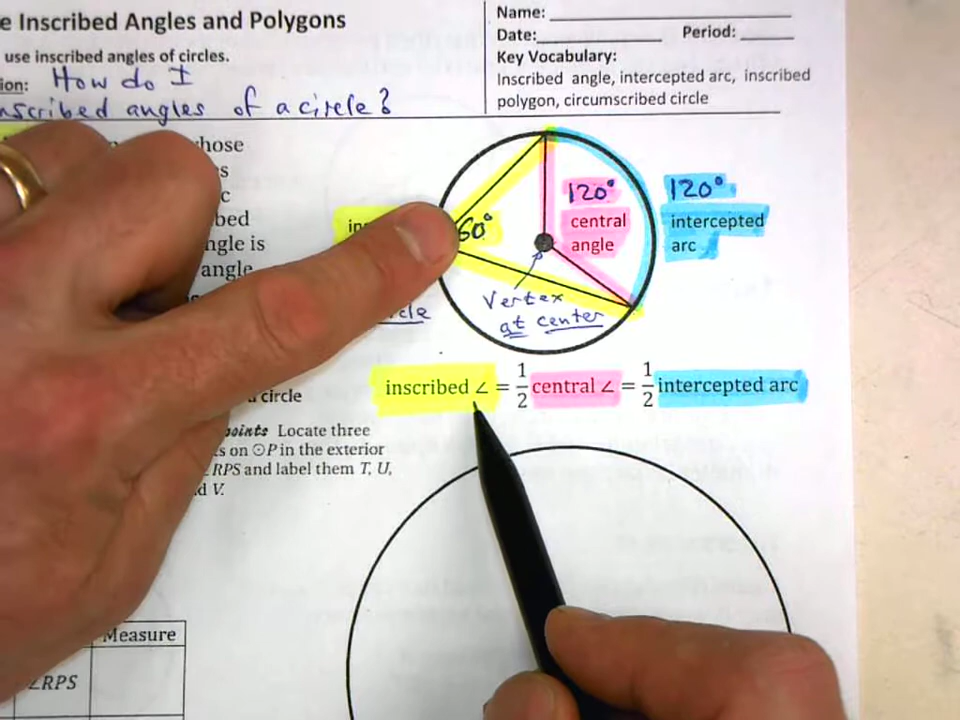 e Inscribed Angles and Polygons
Name:
Date: Period:
use inscribed angles of circles.
Key Vocabulary:
ion: How do I
Inscribed angle, intercepted arc, inscribed
nscribed angles of a circle?
polygon, circumscribed circle
hose
s
c
bed
ngle is
angle
60°
120°
central
angle
120°
intercepted
arc
Vertex
at center
cle
inscribed ∠ = 1/2 central ∠ = 1/2 intercepted arc
circle
points Locate three
s on ⊙P in the exterior
RPS and label them T, U,
d V.
Measure
∠RPS